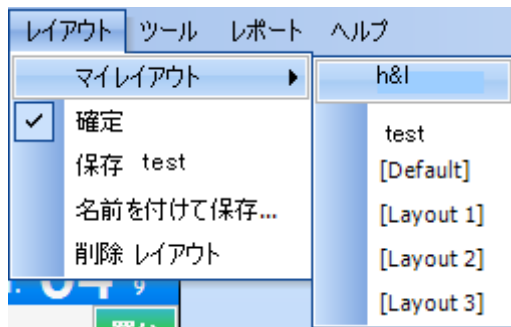 レイアウト ツール レポート ヘルプ
マイレイアウト
確定
保存 test
名前を付けて保存...
削除 レイアウト
h&l
test
[Default]
[Layout 1]
[Layout 2]
[Layout 3]
9